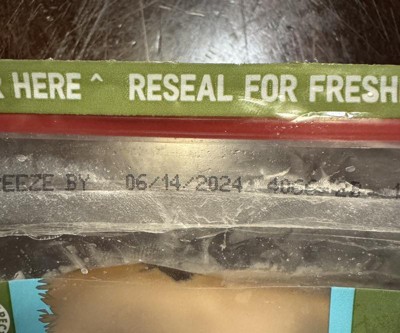 R HERE ^ RESEAL FOR FRESH
EEZE BY 06/14/2024